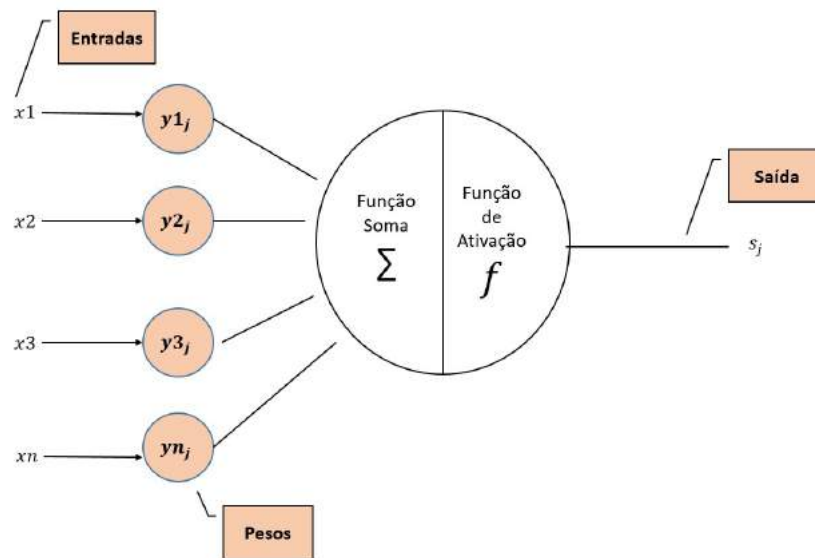 Entradas
x1
y1j
x2
y2j
x3
y3j
xn
ynj
Pesos
Função
Soma
∑
Função
de
Ativação
f
Saída
sj